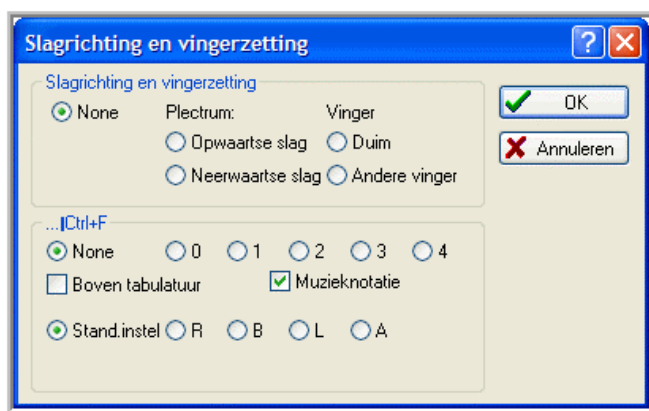 Slagrichting en vingerzetting
Slagrichting en vingerzetting
None Plectrum: Vinger
OK
Opwaartse slag Duim
Annuleren
Neerwaartse slag Andere vinger
...|Ctrl+F
None 0 1 2 3 4
Boven tabulatuur Muzieknotatie
Stand.instel R B L A